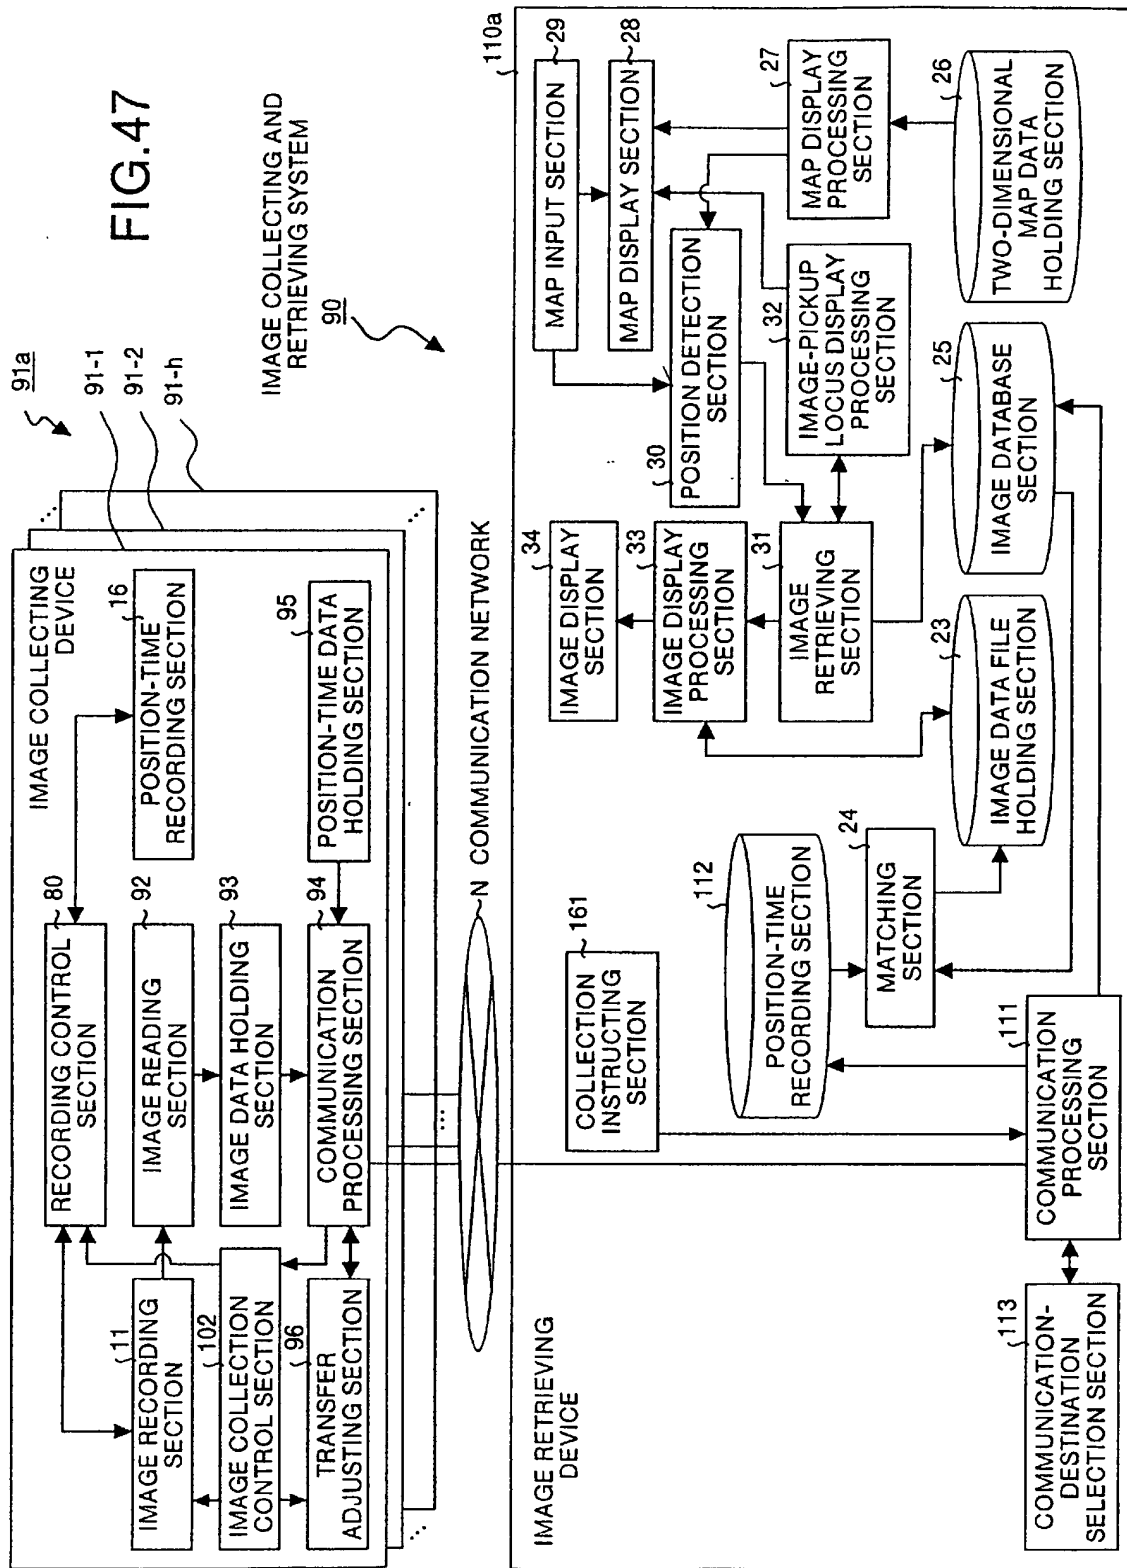 FIG.47
IMAGE COLLECTING AND
RETRIEVING SYSTEM
90
91a
91-1
91-2
91-h
IMAGE COLLECTING
DEVICE
80
RECORDING CONTROL
SECTION
16
POSITION-TIME
RECORDING SECTION
11
IMAGE RECORDING
SECTION
92
IMAGE READING
SECTION
102
IMAGE COLLECTION
CONTROL SECTION
93
IMAGE DATA HOLDING
SECTION
96
TRANSFER
ADJUSTING SECTION
94
COMMUNICATION
PROCESSING SECTION
95
POSITION-TIME DATA
HOLDING SECTION
...
...
...
...
N COMMUNICATION NETWORK
110a
IMAGE RETRIEVING
DEVICE
161
COLLECTION
INSTRUCTING
SECTION
34
IMAGE DISPLAY
SECTION
29
MAP INPUT SECTION
28
MAP DISPLAY SECTION
33
IMAGE DISPLAY
PROCESSING
SECTION
30
POSITION DETECTION
SECTION
112
POSITION-TIME
RECORDING SECTION
31
IMAGE
RETRIEVING
SECTION
32
IMAGE-PICKUP
LOCUS DISPLAY
PROCESSING
SECTION
27
MAP DISPLAY
PROCESSING
SECTION
24
MATCHING
SECTION
23
IMAGE DATA FILE
HOLDING SECTION
25
IMAGE DATABASE
SECTION
26
TWO-DIMENSIONAL
MAP DATA
HOLDING SECTION
113
COMMUNICATION-
DESTINATION
SELECTION SECTION
111
COMMUNICATION
PROCESSING
SECTION